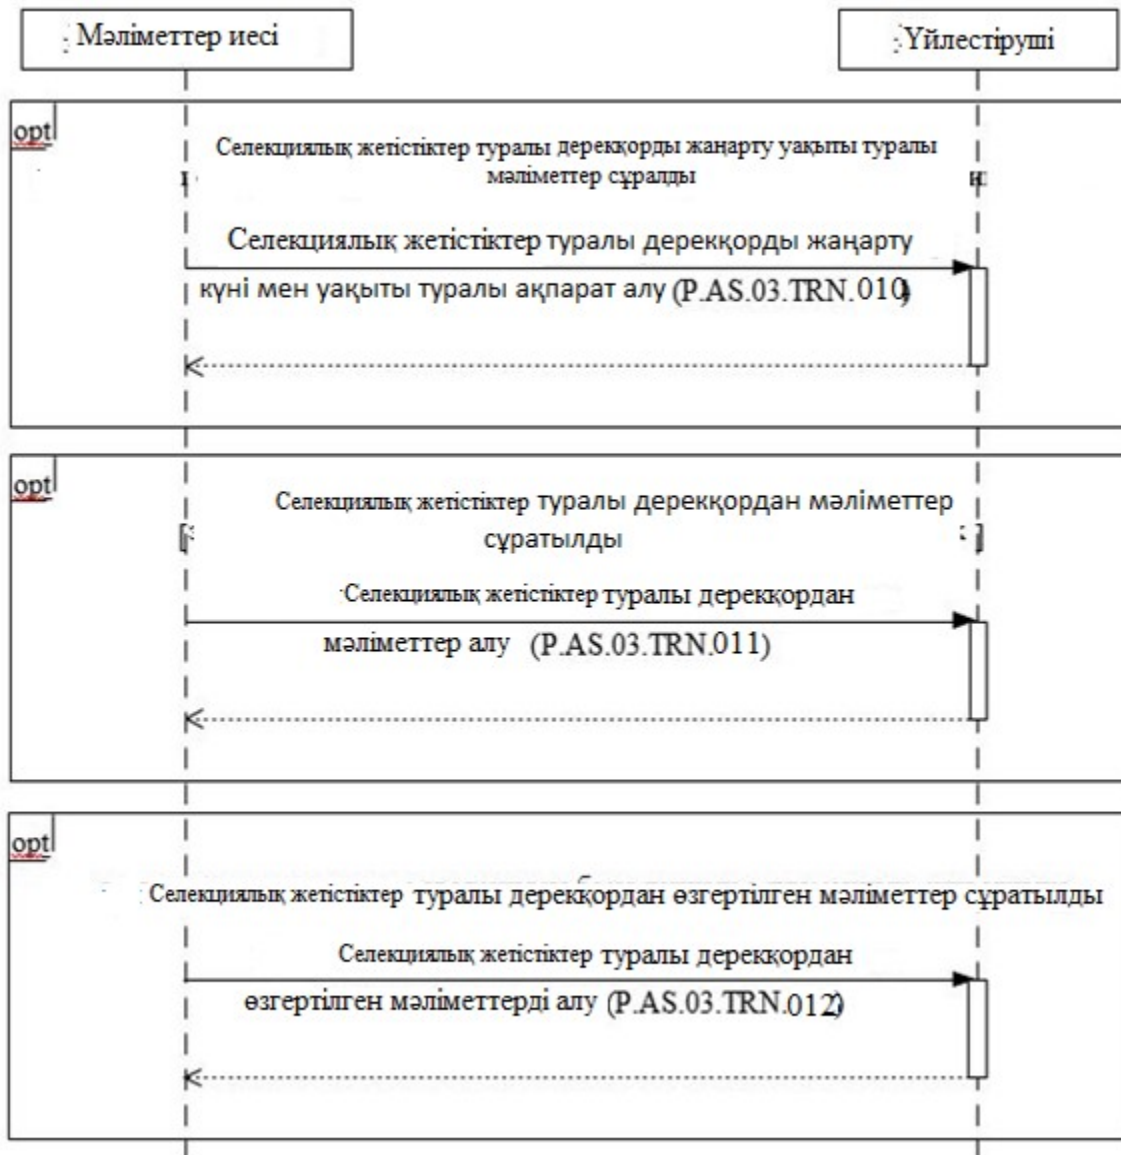 : Мәліметтер иесі
:Үйлестіруші
opt
Селекциялық жетістіктер туралы дерекқорды жаңарту уақыты туралы
мәліметтер сұралды
Селекциялық жетістіктер туралы дерекқорды жаңарту
күні мен уақыты туралы ақпарат алу (P.AS.03.TRN.010)
opt
Селекциялық жетістіктер туралы дерекқордан мәліметтер
сұратылды
Селекциялық жетістіктер туралы дерекқордан
мәліметтер алу (P.AS.03.TRN.011)
opt
Селекциялық жетістіктер туралы дерекқордан өзгертілген мәліметтер сұратылды
Селекциялық жетістіктер туралы дерекқордан
өзгертілген мәліметтерді алу (P.AS.03.TRN.012)